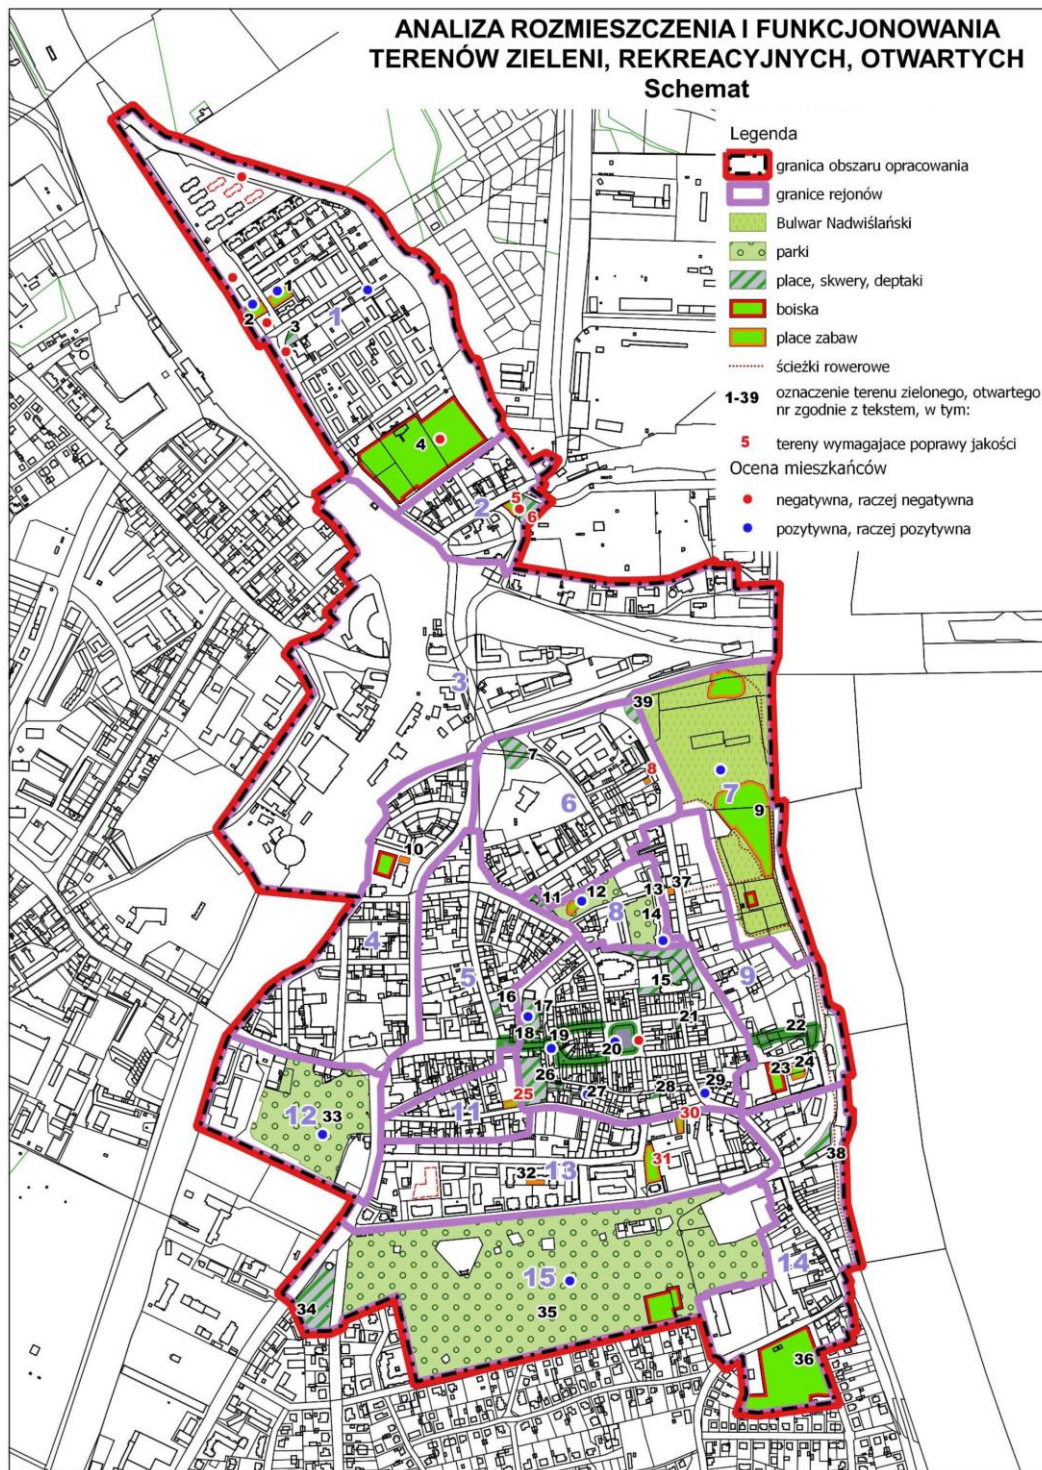 ANALIZA ROZMIESZCZENIA I FUNKCJONOWANIA
TERENÓW ZIELENI, REKREACYJNYCH, OTWARTYCH
Schemat
Legenda
granica obszaru opracowania
granice rejonów
Bulwar Nadwiślański
parki
place, skwery, deptaki
boiska
place zabaw
ścieżki rowerowe
1-39 oznaczenie terenu zielonego, otwartego
nr zgodnie z tekstem, w tym:
5 tereny wymagajace poprawy jakości
Ocena mieszkańców
negatywna, raczej negatywna
pozytywna, raczej pozytywna
1
2
3
1
4
5
2
6
3
39
7
8
6
7
9
10
11
12
13
37
8
14
4
5
9
15
16
17
18
19
20
21
22
23
24
25
26
27
28
29
30
11
12
33
31
32
13
38
14
15
34
35
36